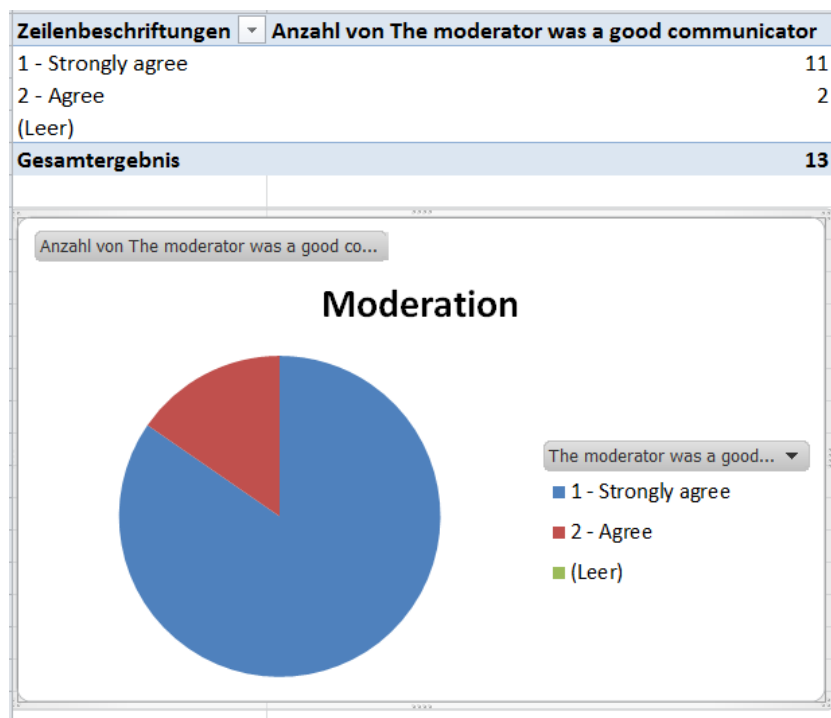 Zeilenbeschriftungen Anzahl von The moderator was a good communicator
1 - Strongly agree 11
2 - Agree 2
(Leer)
Gesamtergebnis 13
Anzahl von The moderator was a good co...
Moderation
The moderator was a good...
1 - Strongly agree
2 - Agree
(Leer)